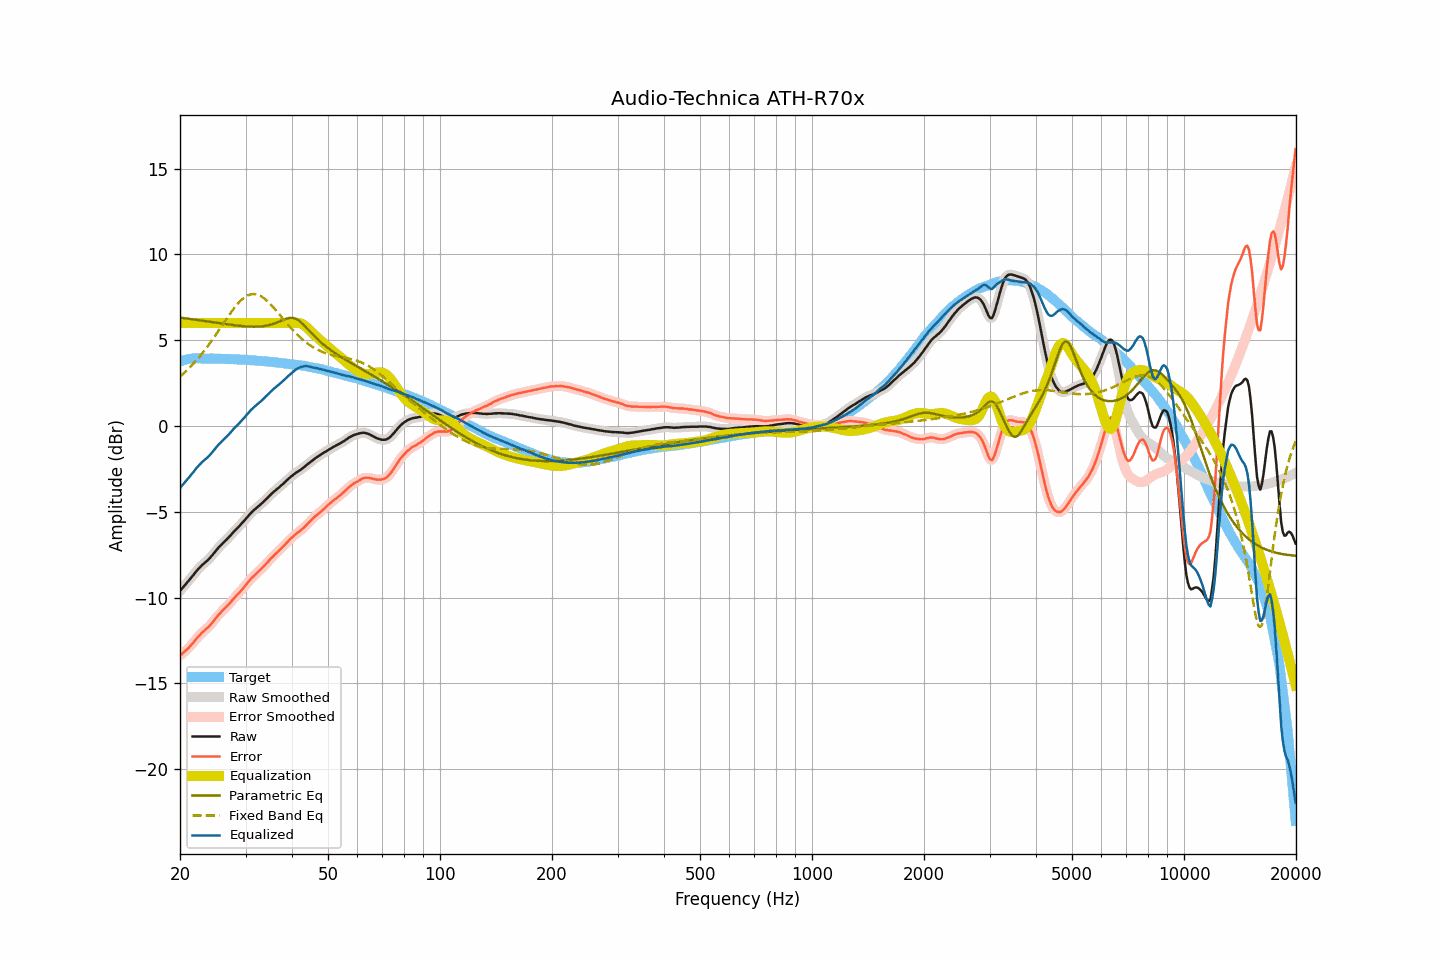 Audio-Technica ATH-R70x
Amplitude (dBr)
15
10
5
0
−5
−10
−15
−20
Target
Raw Smoothed
Error Smoothed
Raw
Error
Equalization
Parametric Eq
Fixed Band Eq
Equalized
20 50 100 200 500 1000 2000 5000 10000 20000
Frequency (Hz)